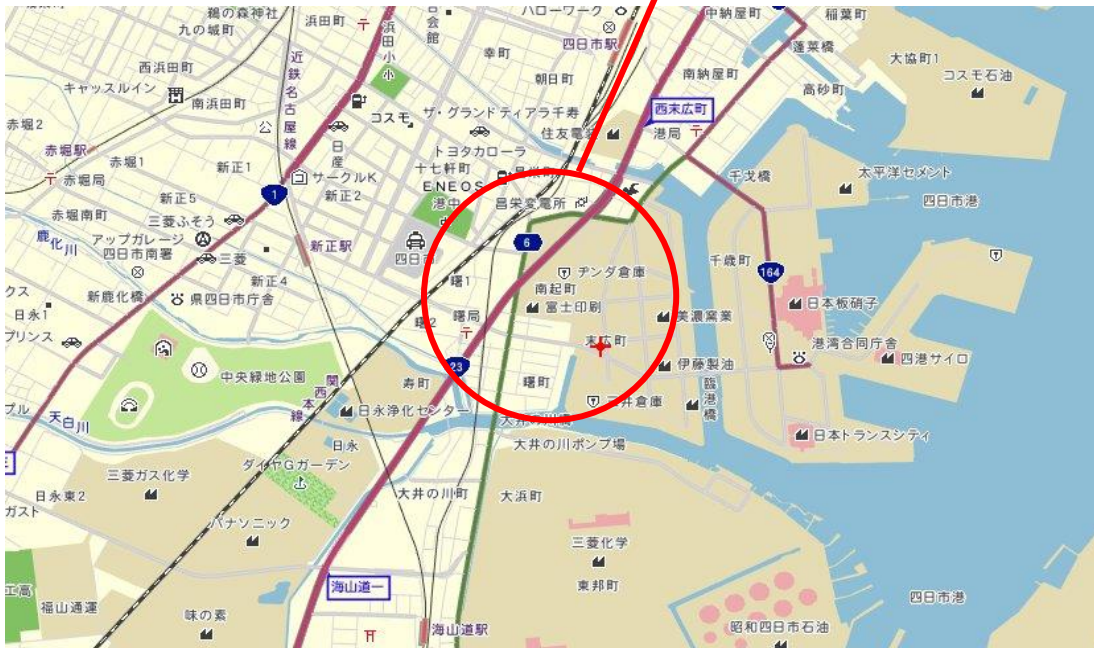 鵜の森神社
浜田町
ハローワーク
中納屋町
稲葉町
九の城町
浜田小
会館
四日市駅
蓬莱橋
大協町1
西浜田町
幸町
コスモ石油
キャッスルイン
近鉄名古屋線
朝日町
南納屋町
高砂町
南浜田町
コスモ
ザ・グランドティアラ千寿
西末広町
赤堀2
住友電装
港局
赤堀駅
赤堀1
新正1
日産
トヨタカローラ
十七軒町
千戈橋
太平洋セメント
赤堀局
サークルK
ENEOS
新正5
1
新正2
港中
昌栄変電所
四日市港
赤堀南町
三菱ふそう
鹿化川
アップガレージ
新正駅
四日市
6
千歳町
四日市南署
三菱
164
新正4
曙1
南起町
ヂンダ倉庫
新鹿化橋
県四日市庁舎
富士印刷
日本板硝子
日永1
曙2
曙局
美濃窯業
プリンス
末広町
港湾合同庁舎
四港サイロ
中央緑地公園
23
伊藤製油
関西本線
寿町
曙町
臨港橋
三井倉庫
天白川
日永浄化センター
大井の川橋
日永
大井の川ポンプ場
日本トランスシティ
ダイヤGガーデン
三菱ガス化学
日永東2
大井の川町
大浜町
ガスト
パナソニック
三菱化学
海山道一
東邦町
工高
福山通運
味の素
海山道駅
昭和四日市石油
四日市港